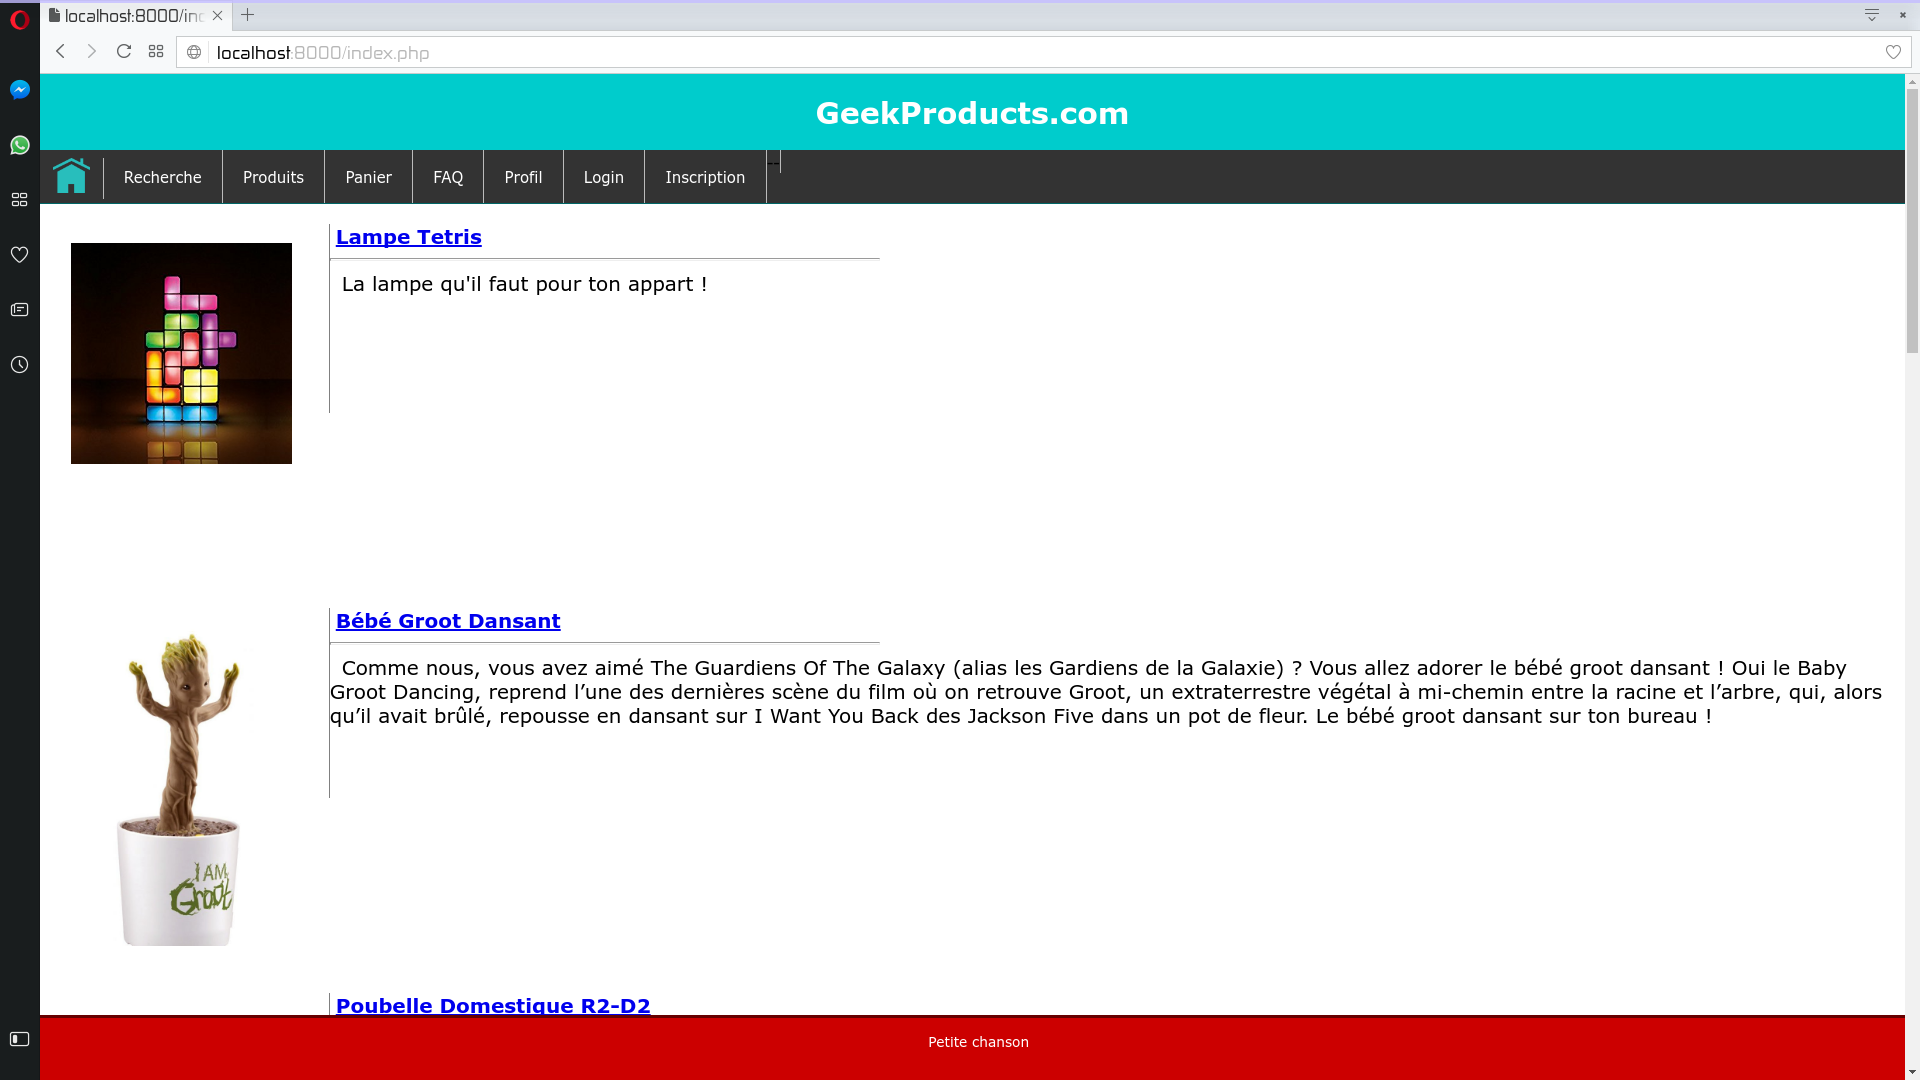 localhost:8000/ind
localhost:8000/index.php
GeekProducts.com
Recherche
Produits
Panier
FAQ
Profil
Login
Inscription
--
Lampe Tetris
La lampe qu'il faut pour ton appart !
Bébé Groot Dansant
Comme nous, vous avez aimé The Guardiens Of The Galaxy (alias les Gardiens de la Galaxie) ? Vous allez adorer le bébé groot dansant ! Oui le Baby
Groot Dancing, reprend l’une des dernières scène du film où on retrouve Groot, un extraterrestre végétal à mi-chemin entre la racine et l’arbre, qui, alors
qu’il avait brûlé, repousse en dansant sur I Want You Back des Jackson Five dans un pot de fleur. Le bébé groot dansant sur ton bureau !
I AM
Groot
Poubelle Domestique R2-D2
Petite chanson